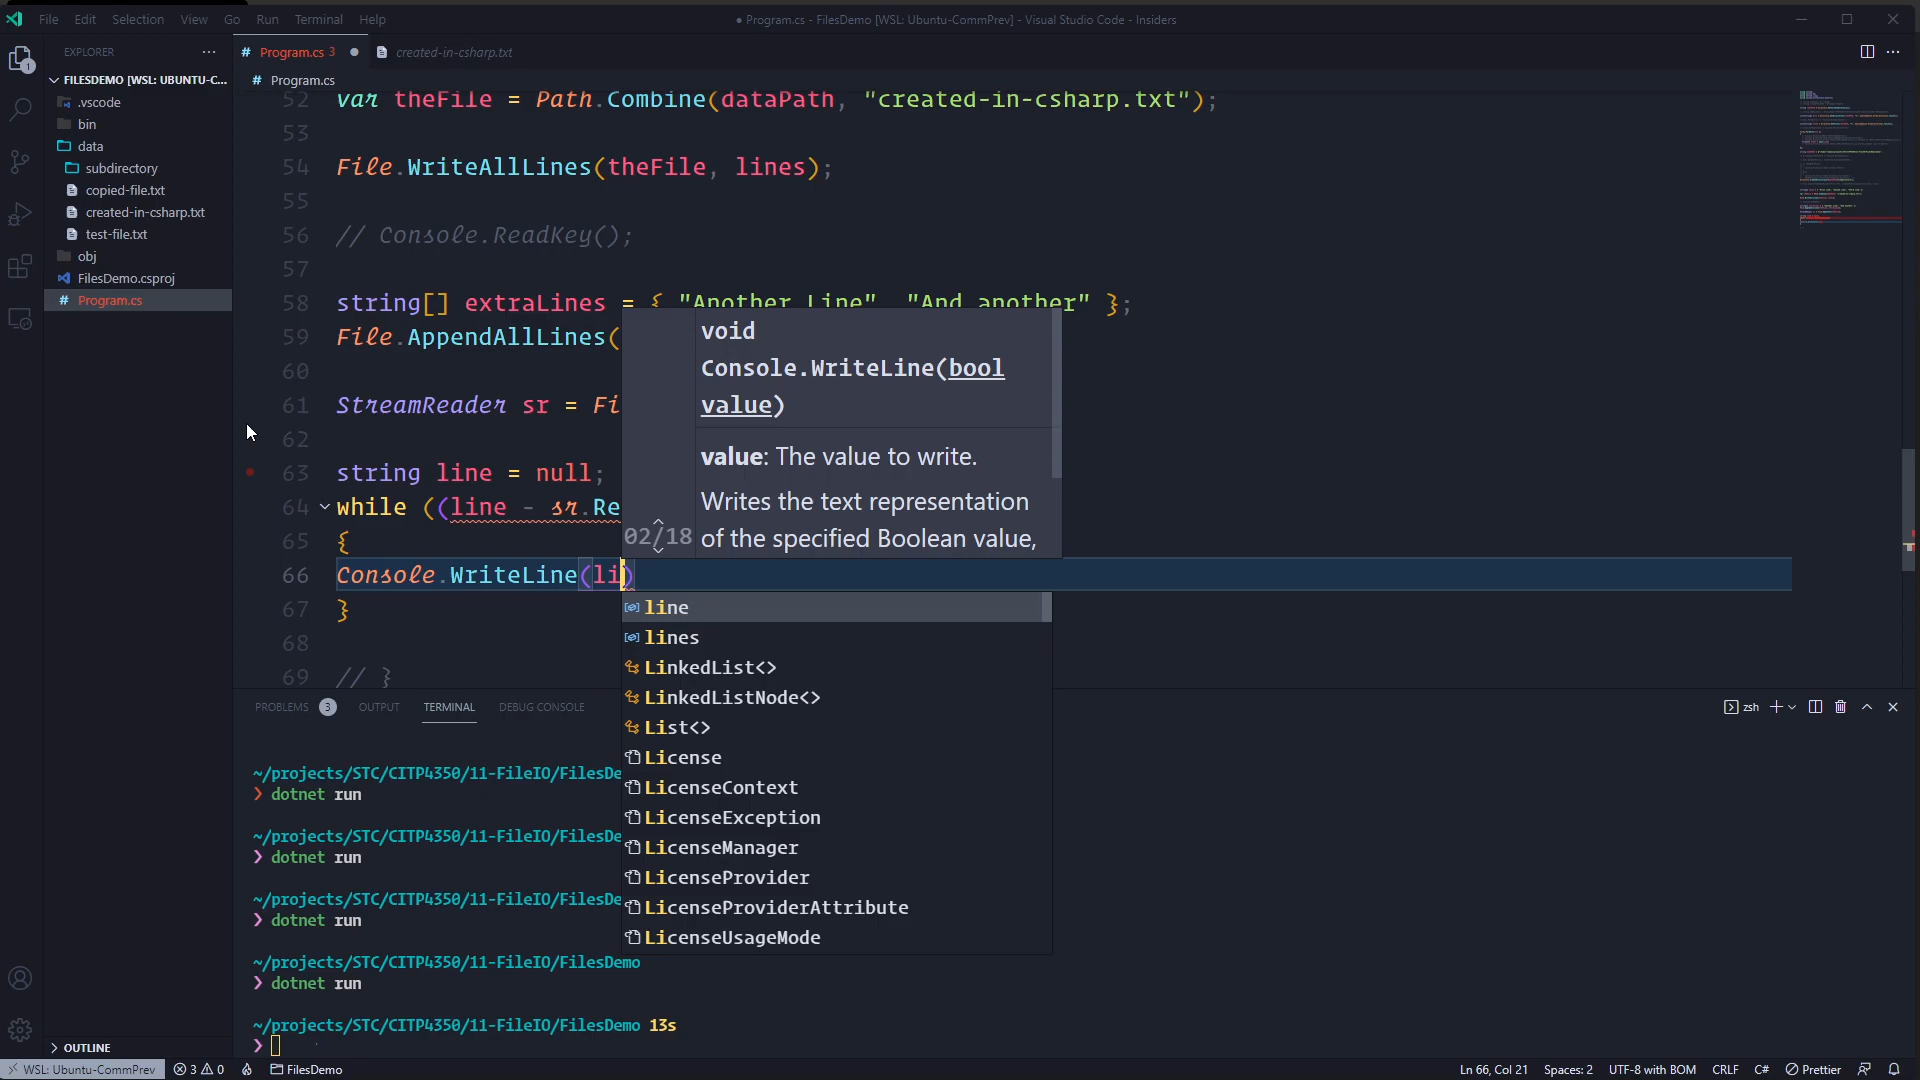 File Edit Selection View Go Run Terminal Help
● Program.cs - FilesDemo [WSL: Ubuntu-CommPrev] - Visual Studio Code - Insiders
1
EXPLORER ...
FILESDEMO [WSL: UBUNTU-C...
.vscode
bin
data
subdirectory
copied-file.txt
created-in-csharp.txt
test-file.txt
obj
FilesDemo.csproj
# Program.cs
OUTLINE
# Program.cs 3 ●
created-in-csharp.txt
# Program.cs
52 var theFile = Path.Combine(dataPath, "created-in-csharp.txt");
53
54 File.WriteAllLines(theFile, lines);
55
56 // Console.ReadKey();
57
58 string[] extraLines = { "Another Line", "And another" };
59 File.AppendAllLines(
60
61 StreamReader sr = Fi
62
63 string line = null;
64 while ((line - sr.Re
65 {
66 Console.WriteLine(li)
67 }
68
69 // }
void
Console.WriteLine(bool
value)
value: The value to write.
Writes the text representation
02/18 of the specified Boolean value,
line
lines
LinkedList<>
LinkedListNode<>
List<>
License
LicenseContext
LicenseException
LicenseManager
LicenseProvider
LicenseProviderAttribute
LicenseUsageMode
PROBLEMS 3 OUTPUT TERMINAL DEBUG CONSOLE
zsh
~/projects/STC/CITP4350/11-FileIO/FilesDe
❯ dotnet run
~/projects/STC/CITP4350/11-FileIO/FilesDe
❯ dotnet run
~/projects/STC/CITP4350/11-FileIO/FilesDe
❯ dotnet run
~/projects/STC/CITP4350/11-FileIO/FilesDemo
❯ dotnet run
~/projects/STC/CITP4350/11-FileIO/FilesDemo 13s
❯
WSL: Ubuntu-CommPrev 3 0 FilesDemo
Ln 66, Col 21 Spaces: 2 UTF-8 with BOM CRLF C# Prettier